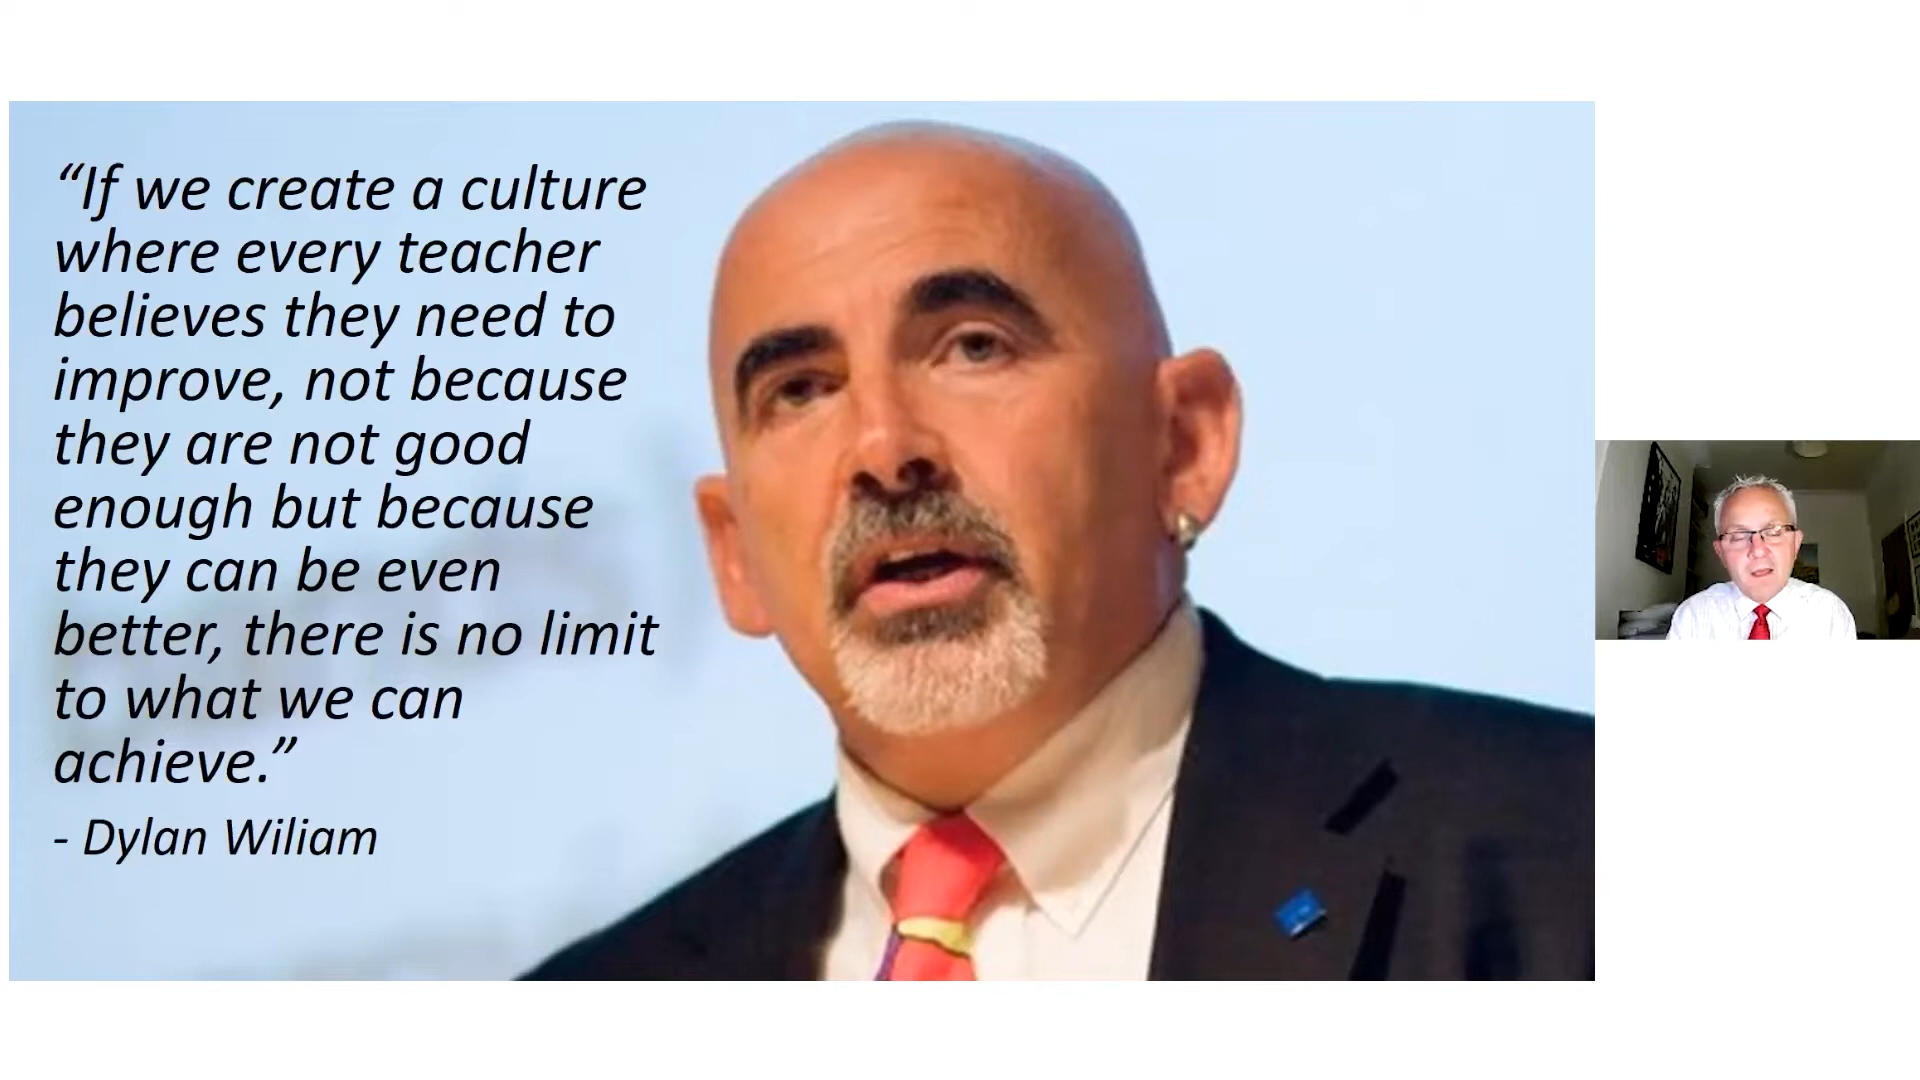 “If we create a culture
where every teacher
believes they need to
improve, not because
they are not good
enough but because
they can be even
better, there is no limit
to what we can
achieve.”
- Dylan Wiliam